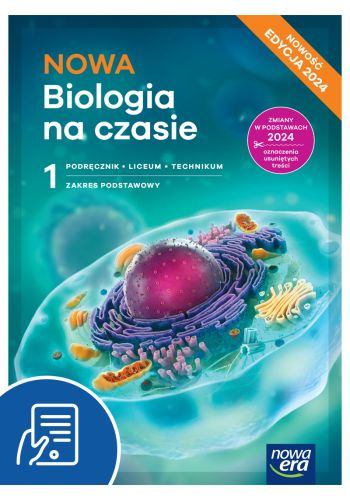 NOWOŚĆ
EDYCJA 2024
NOWA
Biologia
na czasie
ZMIANY
W PODSTAWACH
2024
oznaczenia
usuniętych
treści
1
PODRĘCZNIK • LICEUM • TECHNIKUM
ZAKRES PODSTAWOWY
nowa
era